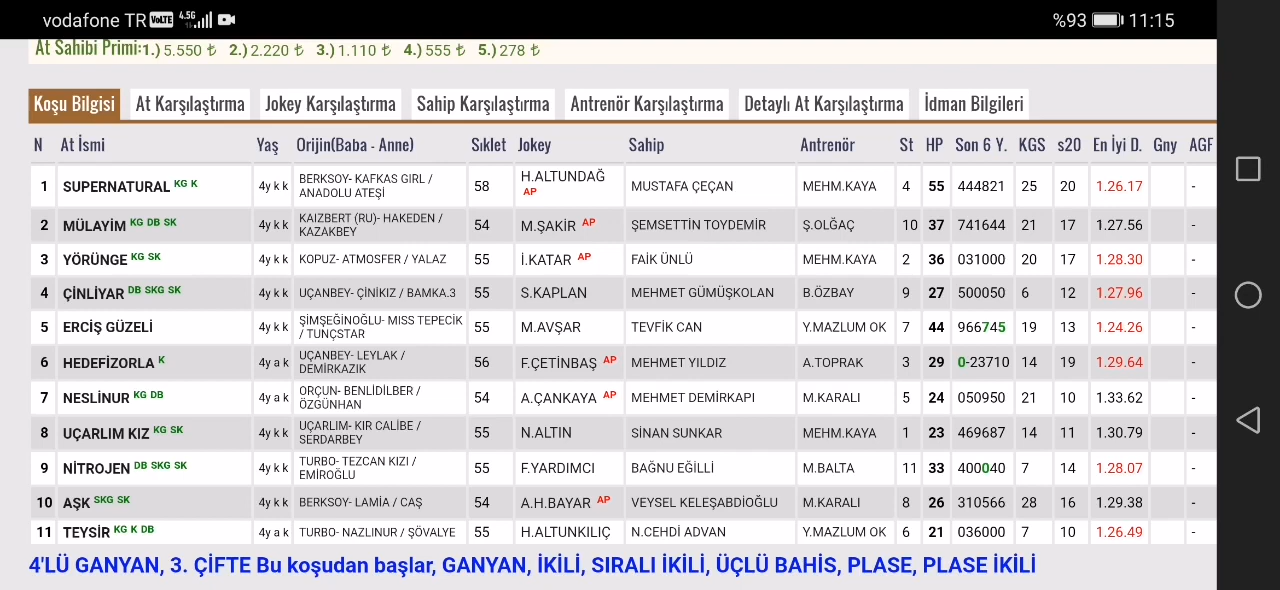 vodafone TR VoLTE 4.5G %93 11:15
At Sahibi Primi:1.) 5.550 ₺ 2.) 2.220 ₺ 3.) 1.110 ₺ 4.) 555 ₺ 5.) 278 ₺
Koşu Bilgisi At Karşılaştırma Jokey Karşılaştırma Sahip Karşılaştırma Antrenör Karşılaştırma Detaylı At Karşılaştırma İdman Bilgileri
N At İsmi Yaş Orijin(Baba - Anne) Sıklet Jokey Sahip Antrenör St HP Son 6 Y. KGS s20 En İyi D. Gny AGF
1 SUPERNATURAL KG K 4y k k BERKSOY- KAFKAS GIRL / ANADOLU ATEŞİ 58 H.ALTUNDAĞ AP MUSTAFA ÇEÇAN MEHM.KAYA 4 55 444821 25 20 1.26.17 -
2 MÜLAYİM KG DB SK 4y k k KAIZBERT (RU)- HAKEDEN / KAZAKBEY 54 M.ŞAKİR AP ŞEMSETTİN TOYDEMİR Ş.OLĞAÇ 10 37 741644 21 17 1.27.56 -
3 YÖRÜNGE KG SK 4y k k KOPUZ- ATMOSFER / YALAZ 55 İ.KATAR AP FAİK ÜNLÜ MEHM.KAYA 2 36 031000 20 17 1.28.30 -
4 ÇİNLİYAR DB SKG SK 4y k k UÇANBEY- ÇİNİKIZ / BAMKA.3 55 S.KAPLAN MEHMET GÜMÜŞKOLAN B.ÖZBAY 9 27 500050 6 12 1.27.96 -
5 ERCİŞ GÜZELİ 4y k k ŞİMŞEĞİNOĞLU- MISS TEPECİK / TUNÇSTAR 55 M.AVŞAR TEVFİK CAN Y.MAZLUM OK 7 44 966745 19 13 1.24.26 -
6 HEDEFİZORLA K 4y a k UÇANBEY- LEYLAK / DEMİRKAZIK 56 F.ÇETİNBAŞ AP MEHMET YILDIZ A.TOPRAK 3 29 0-23710 14 19 1.29.64 -
7 NESLİNUR KG DB 4y a k ORÇUN- BENLİDİLBER / ÖZGÜNHAN 54 A.ÇANKAYA AP MEHMET DEMİRKAPI M.KARALI 5 24 050950 21 10 1.33.62 -
8 UÇARLIM KIZ KG SK 4y k k UÇARLIM- KIR CALİBE / SERDARBEY 55 N.ALTIN SİNAN SUNKAR MEHM.KAYA 1 23 469687 14 11 1.30.79 -
9 NİTROJEN DB SKG SK 4y k k TURBO- TEZCAN KIZI / EMİROĞLU 55 F.YARDIMCI BAĞNU EĞİLLİ M.BALTA 11 33 400040 7 14 1.28.07 -
10 AŞK SKG SK 4y k k BERKSOY- LAMİA / CAŞ 54 A.H.BAYAR AP VEYSEL KELEŞABDİOĞLU M.KARALI 8 26 310566 28 16 1.29.38 -
11 TEYSİR KG K DB 4y a k TURBO- NAZLINUR / ŞÖVALYE 55 H.ALTUNKILIÇ N.CEHDİ ADVAN Y.MAZLUM OK 6 21 036000 7 10 1.26.49 -
4'LÜ GANYAN, 3. ÇİFTE Bu koşudan başlar, GANYAN, İKİLİ, SIRALI İKİLİ, ÜÇLÜ BAHİS, PLASE, PLASE İKİLİ